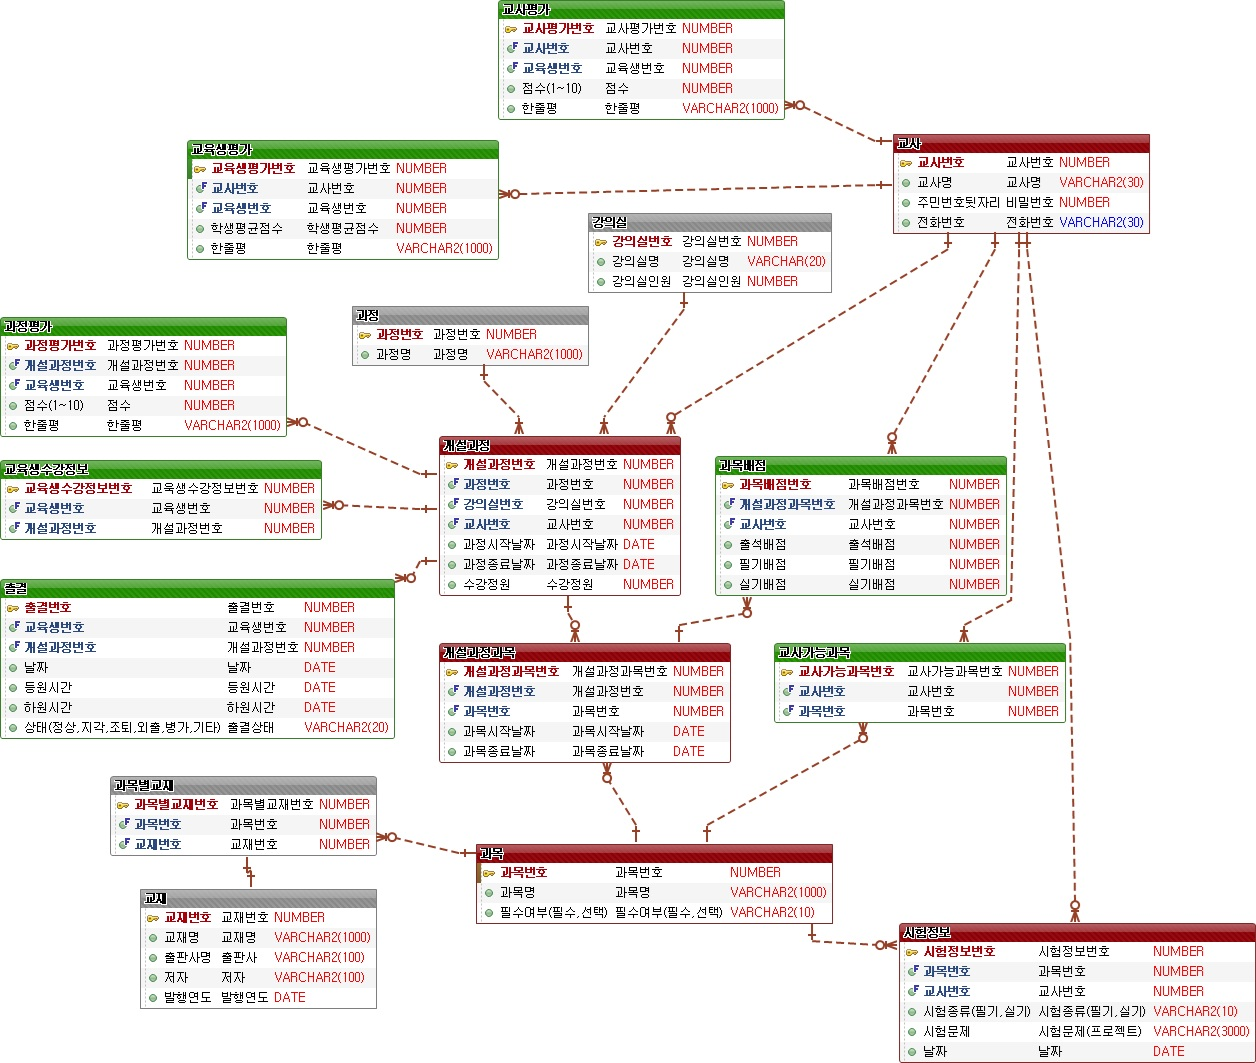 교사평가
교사평가번호 교사평가번호 NUMBER
교사번호 교사번호 NUMBER
교육생번호 교육생번호 NUMBER
점수(1~10) 점수 NUMBER
한줄평 한줄평 VARCHAR2(1000)
교사
교사번호 교사번호 NUMBER
교사명 교사명 VARCHAR2(30)
주민번호뒷자리 비밀번호 NUMBER
전화번호 전화번호 VARCHAR2(30)
교육생평가
교육생평가번호 교육생평가번호 NUMBER
교사번호 교사번호 NUMBER
교육생번호 교육생번호 NUMBER
학생평균점수 학생평균점수 NUMBER
한줄평 한줄평 VARCHAR2(1000)
강의실
강의실번호 강의실번호 NUMBER
강의실명 강의실명 VARCHAR(20)
강의실인원 강의실인원 NUMBER
과정
과정번호 과정번호 NUMBER
과정명 과정명 VARCHAR2(1000)
과정평가
과정평가번호 과정평가번호 NUMBER
개설과정번호 개설과정번호 NUMBER
교육생번호 교육생번호 NUMBER
점수(1~10) 점수 NUMBER
한줄평 한줄평 VARCHAR2(1000)
교육생수강정보
교육생수강정보번호 교육생수강정보번호 NUMBER
교육생번호 교육생번호 NUMBER
개설과정번호 개설과정번호 NUMBER
개설과정
개설과정번호 개설과정번호 NUMBER
과정번호 과정번호 NUMBER
강의실번호 강의실번호 NUMBER
교사번호 교사번호 NUMBER
과정시작날짜 과정시작날짜 DATE
과정종료날짜 과정종료날짜 DATE
수강정원 수강정원 NUMBER
과목배점
과목배점번호 과목배점번호 NUMBER
개설과정과목번호 개설과정과목번호 NUMBER
교사번호 교사번호 NUMBER
출석배점 출석배점 NUMBER
필기배점 필기배점 NUMBER
실기배점 실기배점 NUMBER
출결
출결번호 출결번호 NUMBER
교육생번호 교육생번호 NUMBER
개설과정번호 개설과정번호 NUMBER
날짜 날짜 DATE
등원시간 등원시간 DATE
하원시간 하원시간 DATE
상태(정상,지각,조퇴,외출,병가,기타) 출결상태 VARCHAR2(20)
개설과정과목
개설과정과목번호 개설과정과목번호 NUMBER
개설과정번호 개설과정번호 NUMBER
과목번호 과목번호 NUMBER
과목시작날짜 과목시작날짜 DATE
과목종료날짜 과목종료날짜 DATE
교사가능과목
교사가능과목번호 교사가능과목번호 NUMBER
교사번호 교사번호 NUMBER
과목번호 과목번호 NUMBER
과목별교재
과목별교재번호 과목별교재번호 NUMBER
과목번호 과목번호 NUMBER
교재번호 교재번호 NUMBER
과목
과목번호 과목번호 NUMBER
과목명 과목명 VARCHAR2(1000)
필수여부(필수,선택) 필수여부(필수,선택) VARCHAR2(10)
교재
교재번호 교재번호 NUMBER
교재명 교재명 VARCHAR2(1000)
출판사명 출판사 VARCHAR2(100)
저자 저자 VARCHAR2(100)
발행연도 발행연도 DATE
시험정보
시험정보번호 시험정보번호 NUMBER
과목번호 과목번호 NUMBER
교사번호 교사번호 NUMBER
시험종류(필기,실기) 시험종류(필기,실기) VARCHAR2(10)
시험문제 시험문제(프로젝트) VARCHAR2(3000)
날짜 날짜 DATE